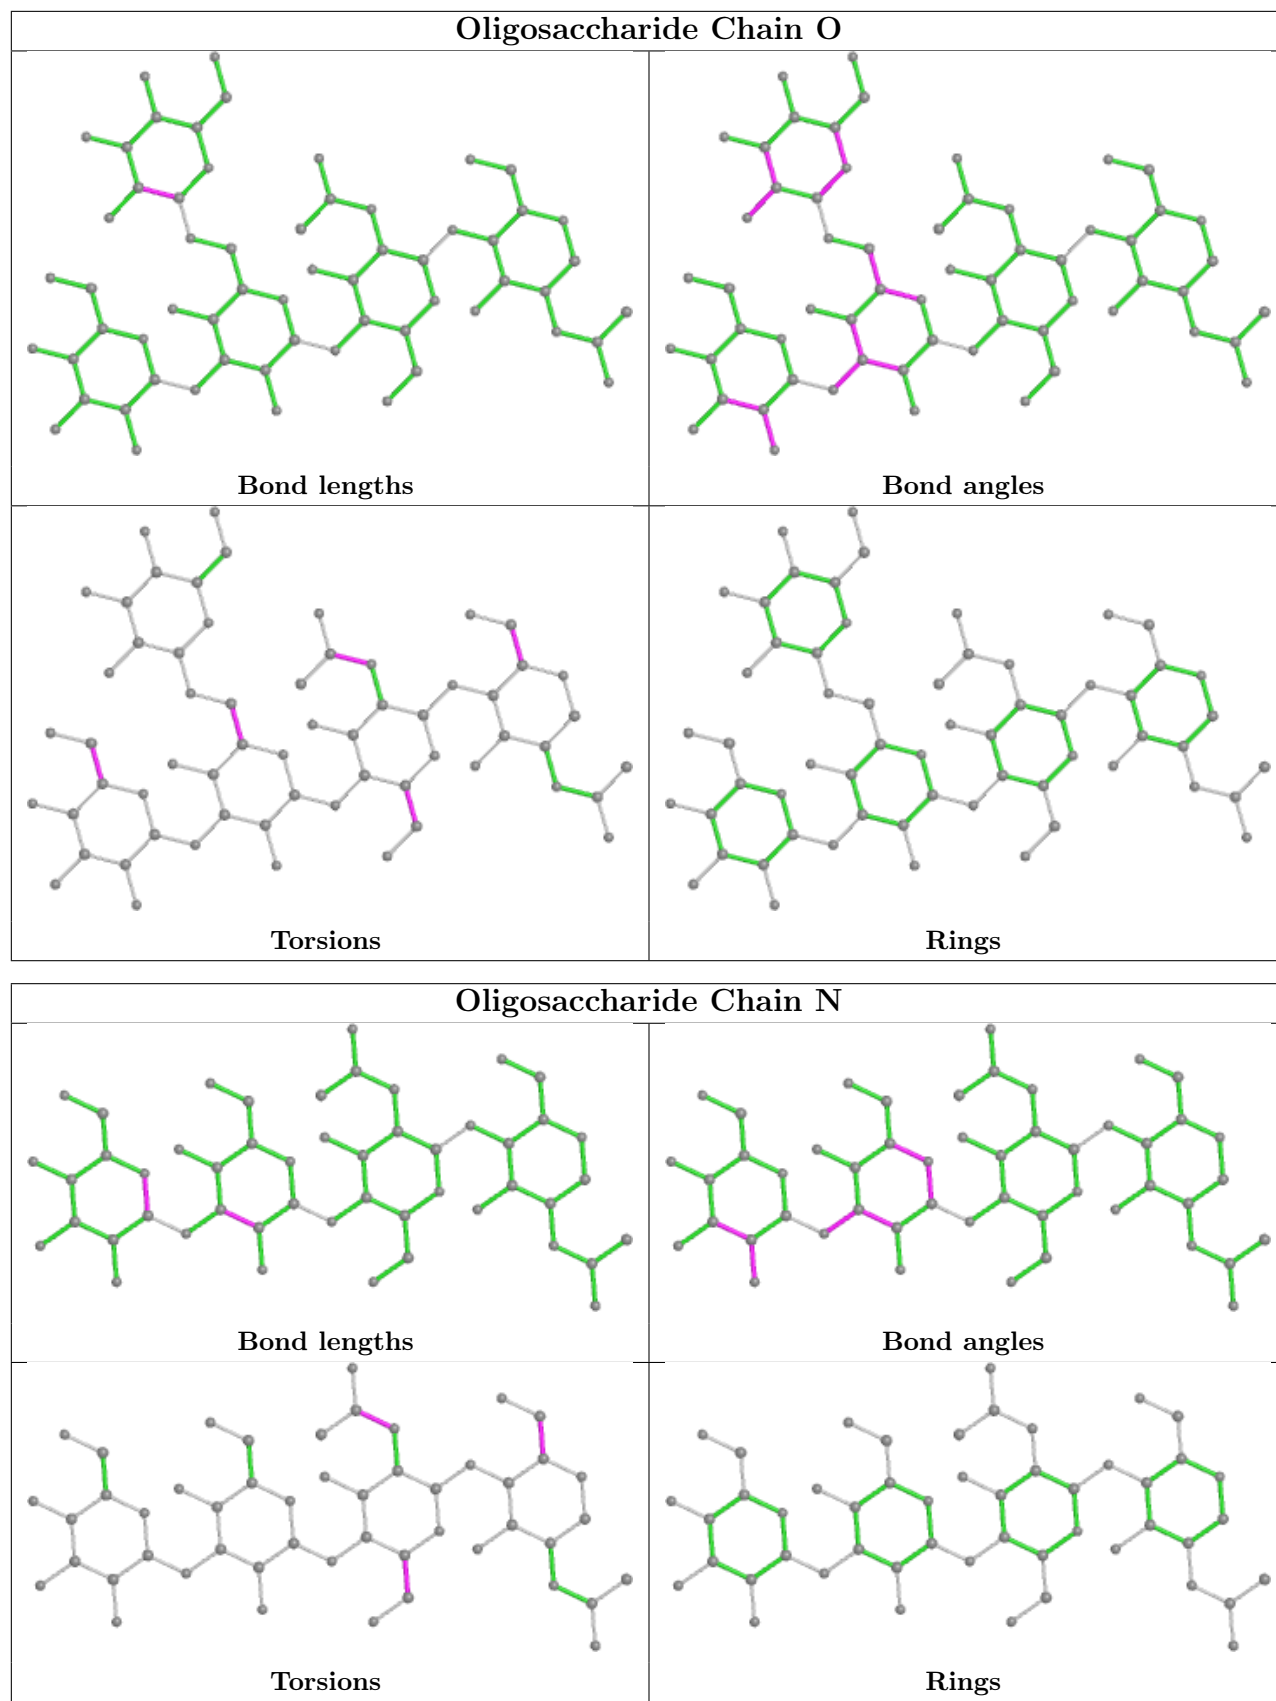 Oligosaccharide Chain O
Bond lengths
Bond angles
Torsions
Rings
Oligosaccharide Chain N
Bond lengths
Bond angles
Torsions
Rings